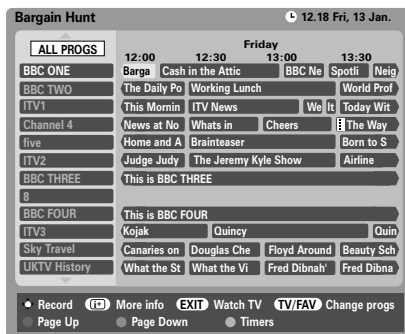 Bargain Hunt 12.18 Fri, 13 Jan.
ALL PROGS Friday
12:00 12:30 13:00 13:30
BBC ONE Barga Cash in the Attic BBC Ne Spotli Neig
BBC TWO The Daily Po Working Lunch World Prof
ITV1 This Mornin ITV News We It Today Wit
Channel 4 News at No Whats in Cheers The Way
five Home and A Brainteaser Born to S
ITV2 Judge Judy The Jeremy Kyle Show Airline
BBC THREE This is BBC THREE
8
BBC FOUR This is BBC FOUR
ITV3 Kojak Quincy Quin
Sky Travel Canaries on Douglas Che Floyd Around Beauty Sch
UKTV History What the St What the Vi Fred Dibnah' Fred Dibna
Record i+ More info EXIT Watch TV TV/FAV Change progs
Page Up Page Down Timers